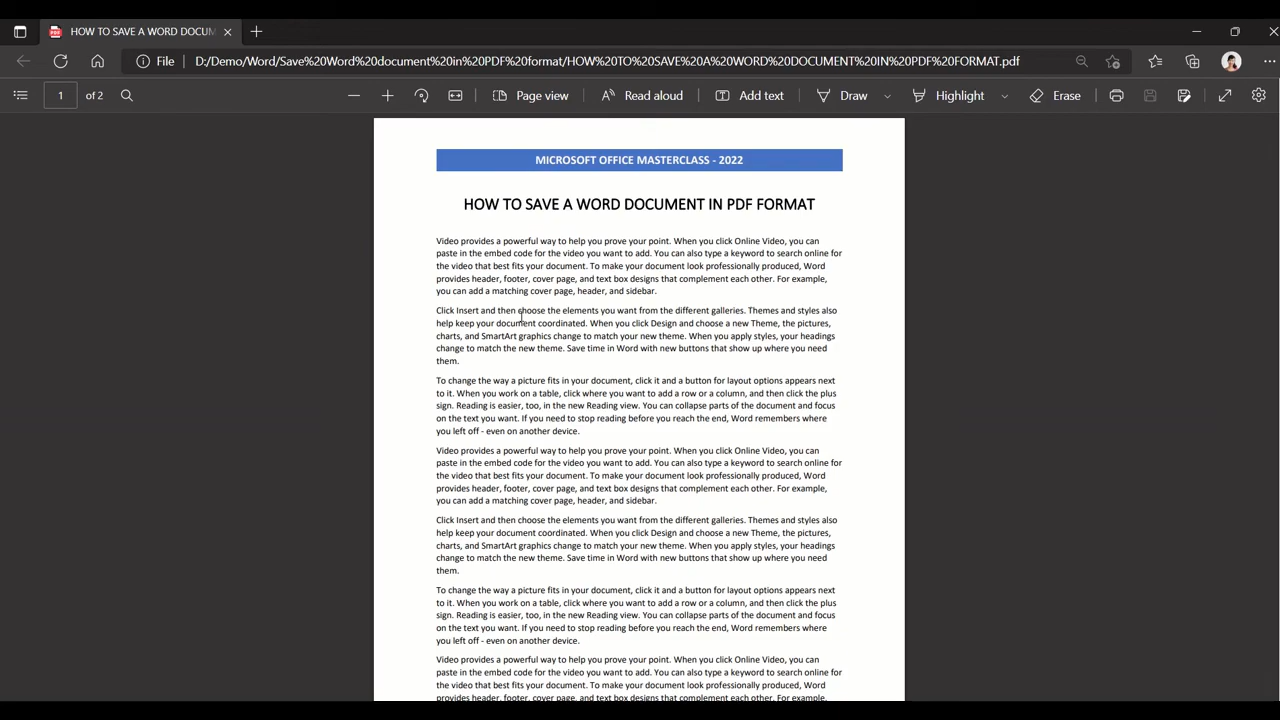 HOW TO SAVE A WORD DOCUM
File
D:/Demo/Word/Save%20Word%20document%20in%20PDF%20format/HOW%20TO%20SAVE%20A%20WORD%20DOCUMENT%20IN%20PDF%20FORMAT.pdf
1 of 2
Page view
Read aloud
Add text
Draw
Highlight
Erase
MICROSOFT OFFICE MASTERCLASS - 2022
HOW TO SAVE A WORD DOCUMENT IN PDF FORMAT
Video provides a powerful way to help you prove your point. When you click Online Video, you can
paste in the embed code for the video you want to add. You can also type a keyword to search online for
the video that best fits your document. To make your document look professionally produced, Word
provides header, footer, cover page, and text box designs that complement each other. For example,
you can add a matching cover page, header, and sidebar.
Click Insert and then choose the elements you want from the different galleries. Themes and styles also
help keep your document coordinated. When you click Design and choose a new Theme, the pictures,
charts, and SmartArt graphics change to match your new theme. When you apply styles, your headings
change to match the new theme. Save time in Word with new buttons that show up where you need
them.
To change the way a picture fits in your document, click it and a button for layout options appears next
to it. When you work on a table, click where you want to add a row or a column, and then click the plus
sign. Reading is easier, too, in the new Reading view. You can collapse parts of the document and focus
on the text you want. If you need to stop reading before you reach the end, Word remembers where
you left off - even on another device.
Video provides a powerful way to help you prove your point. When you click Online Video, you can
paste in the embed code for the video you want to add. You can also type a keyword to search online for
the video that best fits your document. To make your document look professionally produced, Word
provides header, footer, cover page, and text box designs that complement each other. For example,
you can add a matching cover page, header, and sidebar.
Click Insert and then choose the elements you want from the different galleries. Themes and styles also
help keep your document coordinated. When you click Design and choose a new Theme, the pictures,
charts, and SmartArt graphics change to match your new theme. When you apply styles, your headings
change to match the new theme. Save time in Word with new buttons that show up where you need
them.
To change the way a picture fits in your document, click it and a button for layout options appears next
to it. When you work on a table, click where you want to add a row or a column, and then click the plus
sign. Reading is easier, too, in the new Reading view. You can collapse parts of the document and focus
on the text you want. If you need to stop reading before you reach the end, Word remembers where
you left off - even on another device.
Video provides a powerful way to help you prove your point. When you click Online Video, you can
paste in the embed code for the video you want to add. You can also type a keyword to search online for
the video that best fits your document. To make your document look professionally produced, Word
provides header, footer, cover page, and text box designs that complement each other. For example,